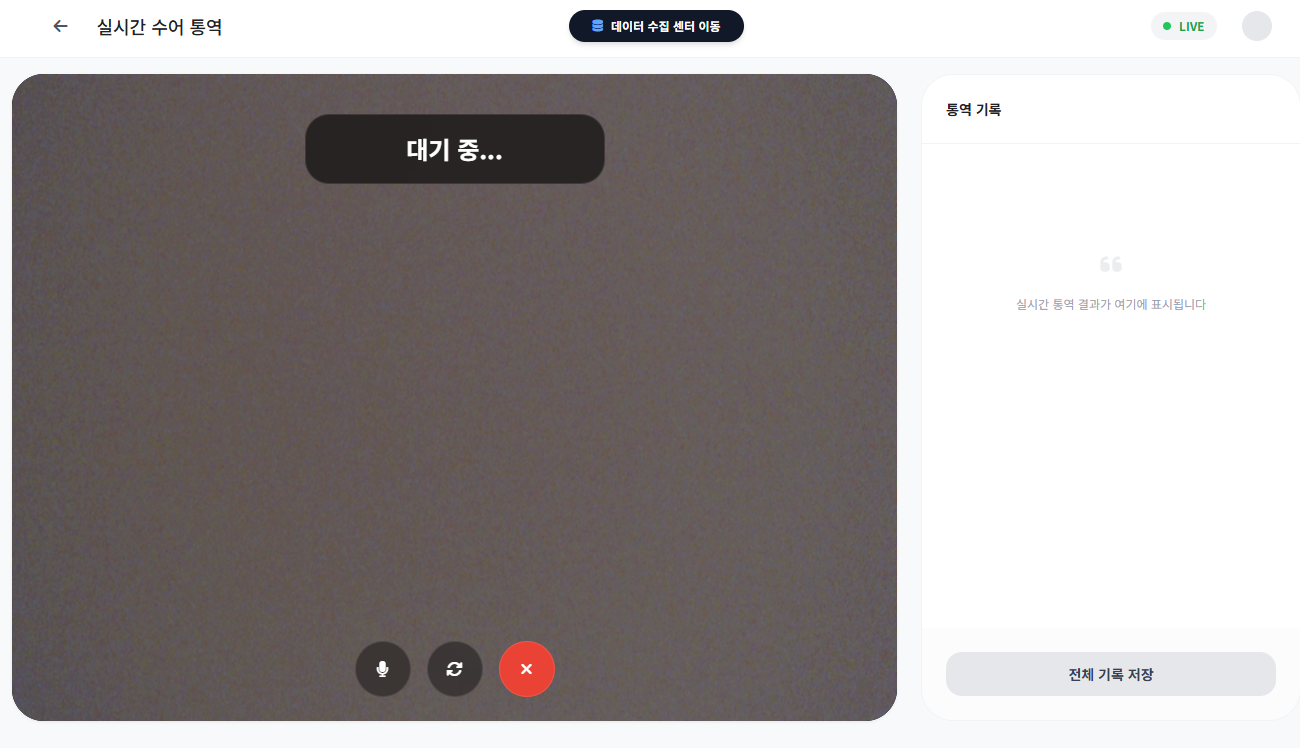 실시간 수어 통역
데이터 수집 센터 이동
LIVE
대기 중...
통역 기록
실시간 통역 결과가 여기에 표시됩니다
전체 기록 저장